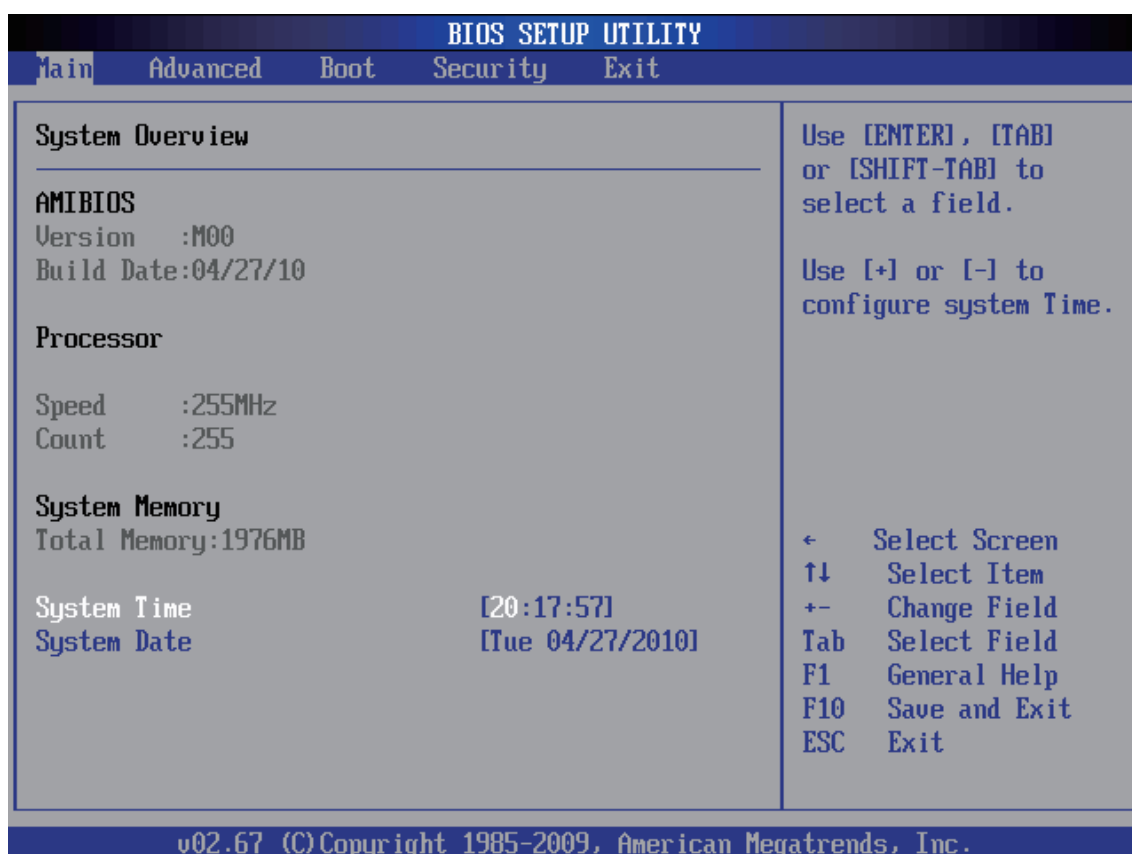 BIOS SETUP UTILITY
Main Advanced Boot Security Exit
System Overview
AMIBIOS
Version :M00
Build Date:04/27/10
Processor
Speed :255MHz
Count :255
System Memory
Total Memory:1976MB
System Time [20:17:57]
System Date [Tue 04/27/2010]
Use [ENTER], [TAB]
or [SHIFT-TAB] to
select a field.
Use [+] or [-] to
configure system Time.
← Select Screen
↑↓ Select Item
+- Change Field
Tab Select Field
F1 General Help
F10 Save and Exit
ESC Exit
v02.67 (C)Copyright 1985-2009, American Megatrends, Inc.